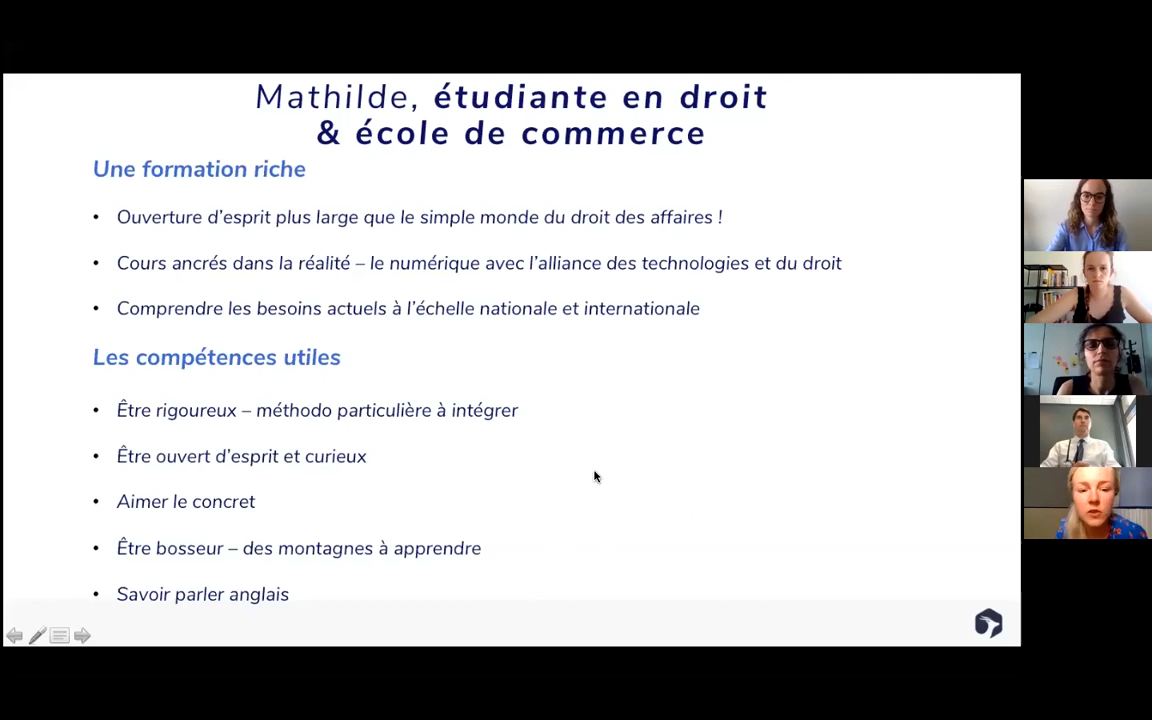 Mathilde, étudiante en droit
& école de commerce
Une formation riche
• Ouverture d’esprit plus large que le simple monde du droit des affaires !
• Cours ancrés dans la réalité – le numérique avec l’alliance des technologies et du droit
• Comprendre les besoins actuels à l’échelle nationale et internationale
Les compétences utiles
• Être rigoureux – méthodo particulière à intégrer
• Être ouvert d’esprit et curieux
• Aimer le concret
• Être bosseur – des montagnes à apprendre
• Savoir parler anglais